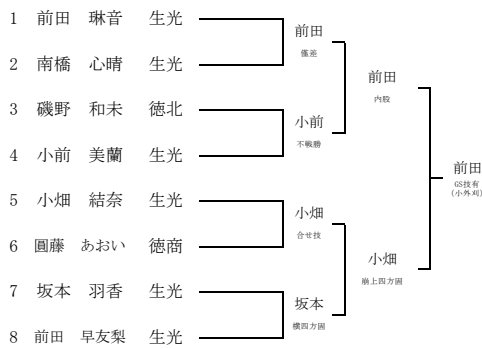 1 前田 琳音 生光
2 南橋 心晴 生光
3 磯野 和未 徳北
4 小前 美蘭 生光
5 小畑 結奈 生光
6 圓藤 あおい 徳商
7 坂本 羽香 生光
8 前田 早友梨 生光
前田
僅差
小前
不戦勝
小畑
合せ技
坂本
横四方固
前田
内股
小畑
崩上四方固
前田
GS技有
(小外刈)